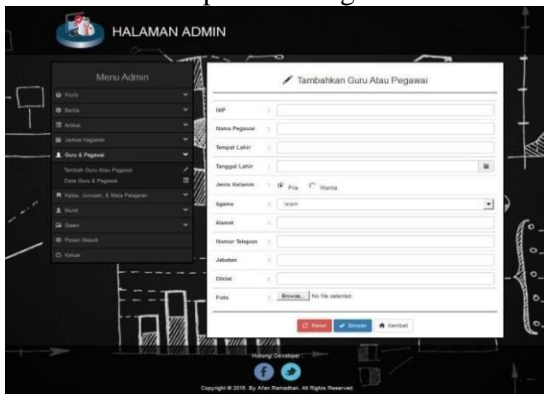 HALAMAN ADMIN
Menu Admin
Profil
Berita
Artikel
Jadwal Kegiatan
Guru & Pegawai
Tambah Guru Atau Pegawai
Data Guru & Pegawai
Kelas, Jurusan, & Mata Pelajaran
Murid
Galeri
Pesan Masuk
Keluar
Tambahkan Guru Atau Pegawai
NIP :
Nama Pegawai :
Tempat Lahir :
Tanggal Lahir :
Jenis Kelamin : Pria Wanita
Agama : Islam
Alamat :
Nomor Telepon :
Jabatan :
Diklat :
Foto : Browse... No file selected.
Reset Simpan Kembali
Hubungi Developer
Copyright © 2016. By Afan Ramadhan. All Rights Reserved.